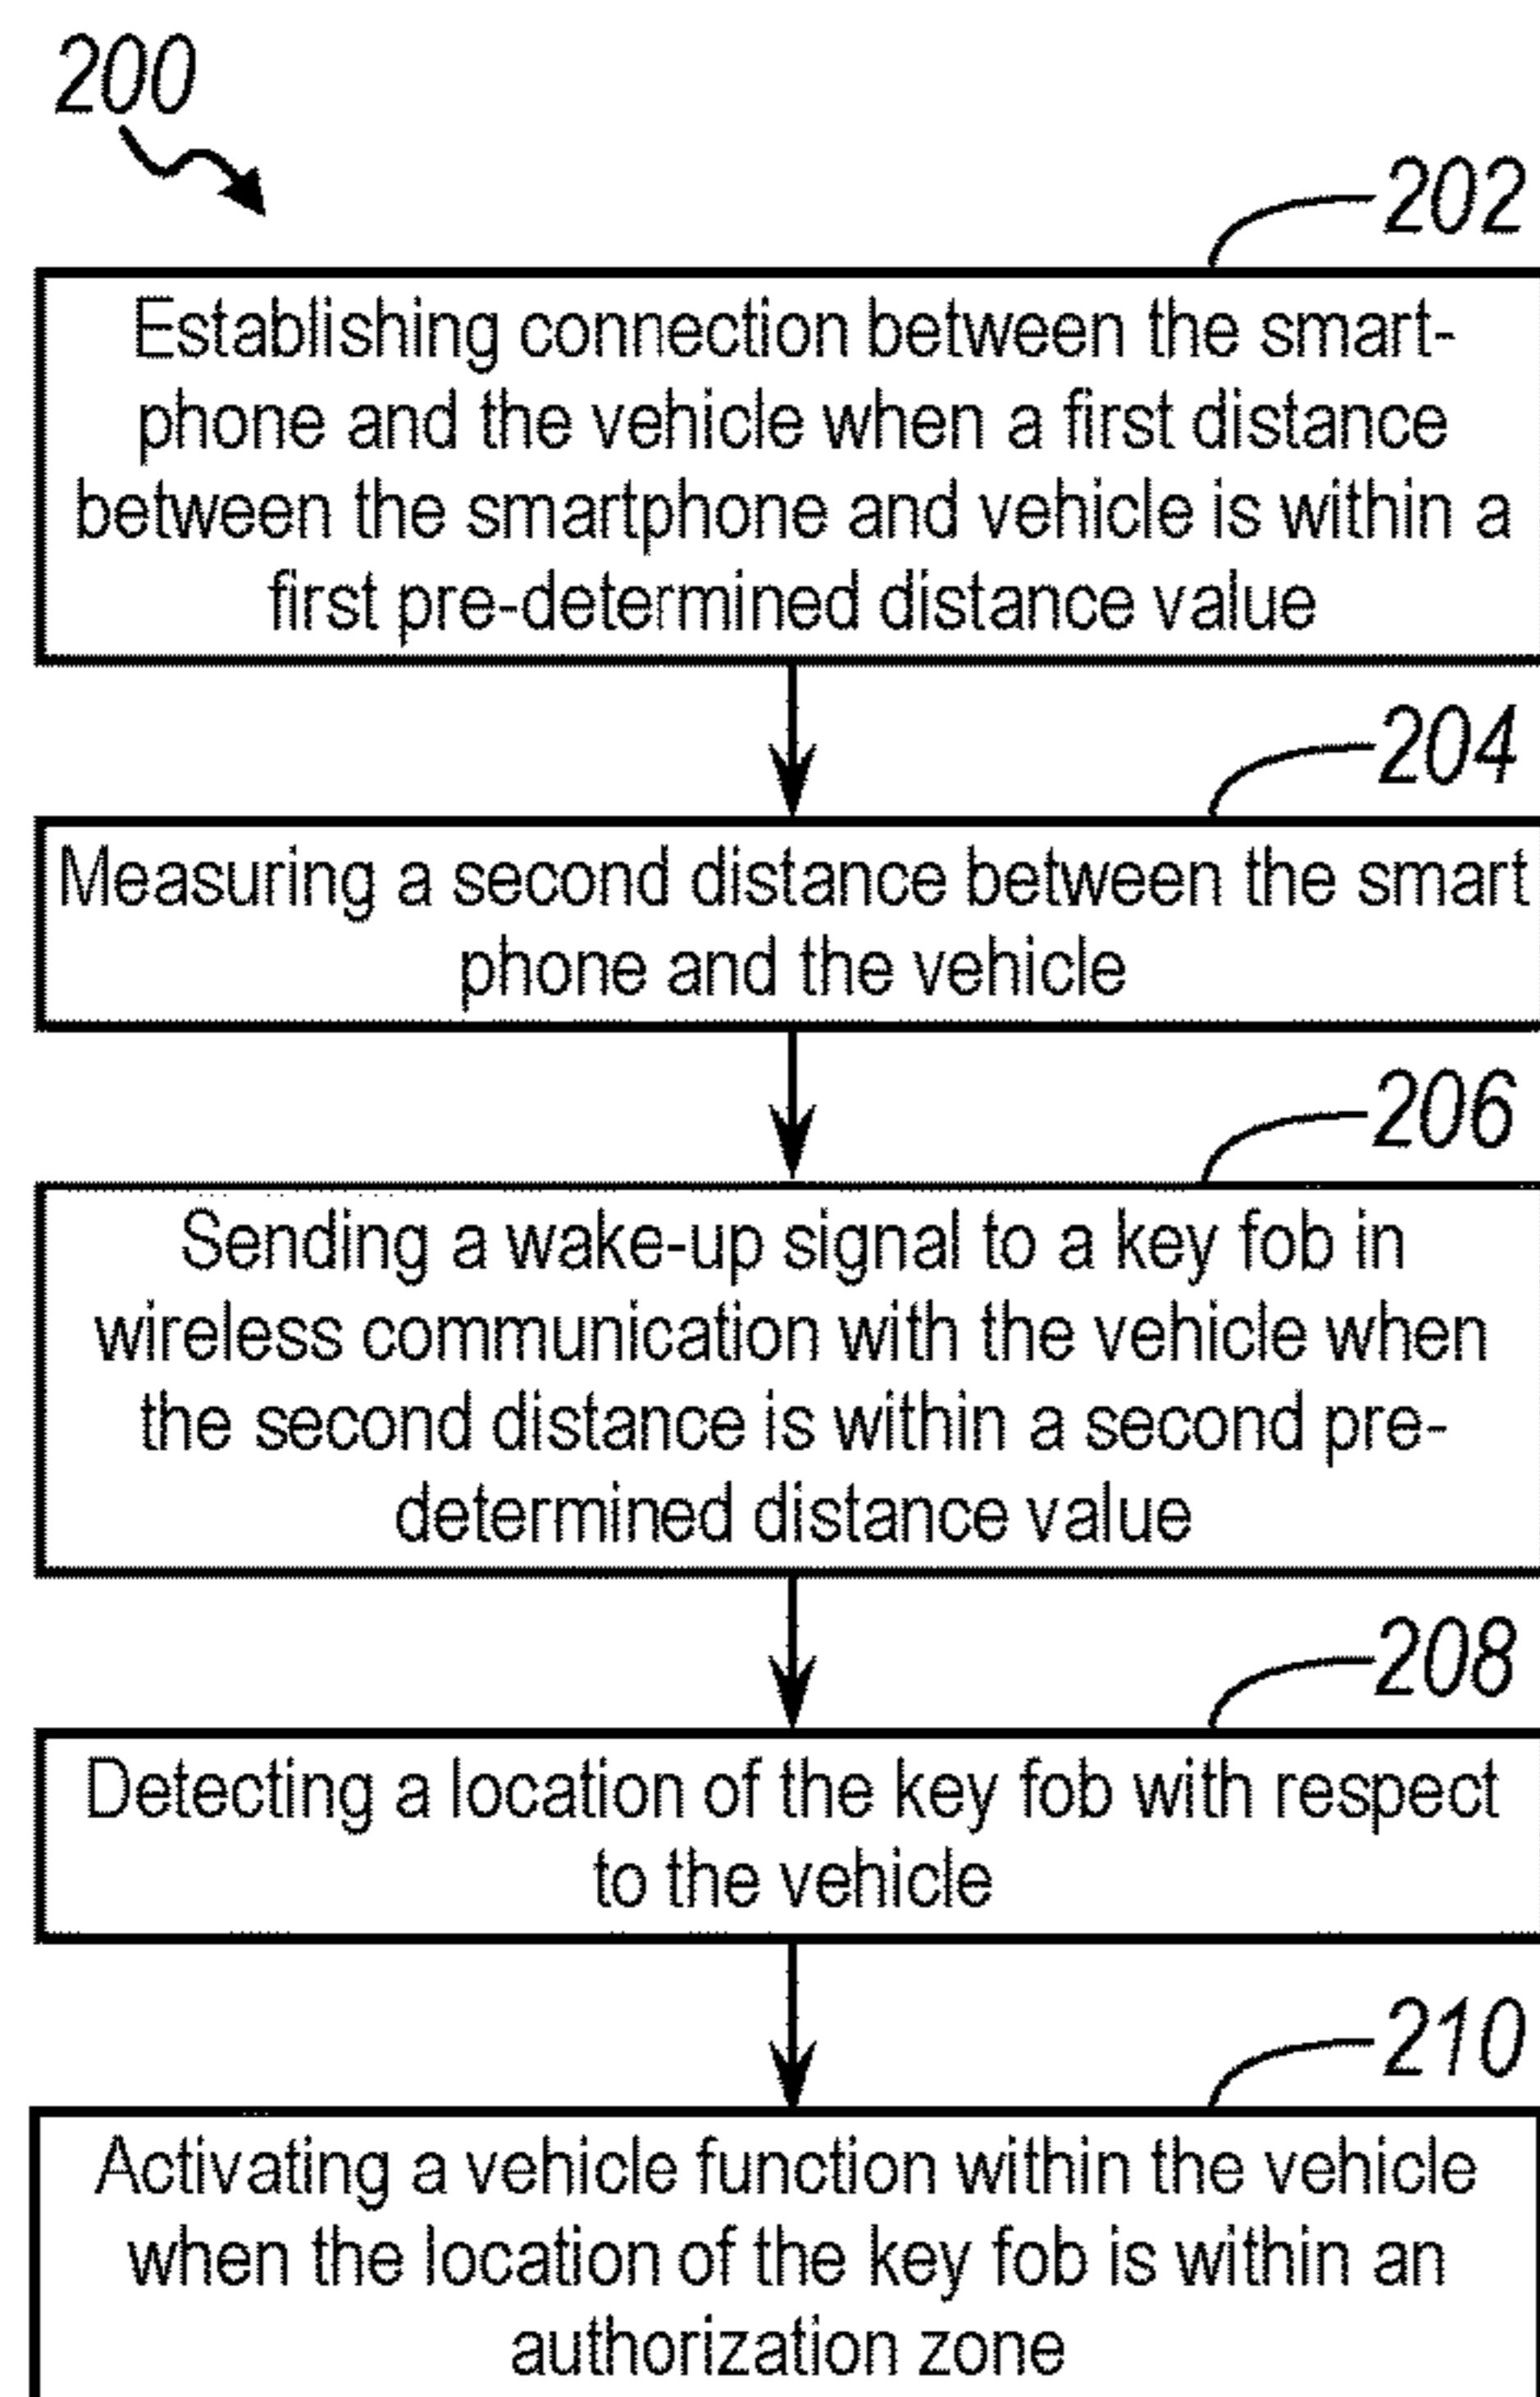 200
202
Establishing connection between the smart-
phone and the vehicle when a first distance
between the smartphone and vehicle is within a
first pre-determined distance value
204
Measuring a second distance between the smart
phone and the vehicle
206
Sending a wake-up signal to a key fob in
wireless communication with the vehicle when
the second distance is within a second pre-
determined distance value
208
Detecting a location of the key fob with respect
to the vehicle
210
Activating a vehicle function within the vehicle
when the location of the key fob is within an
authorization zone